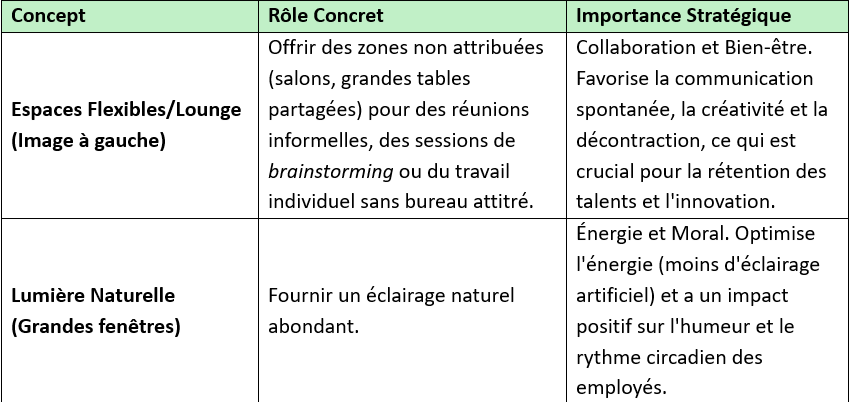 Concept
Rôle Concret
Importance Stratégique
Espaces Flexibles/Lounge
(Image à gauche)
Offrir des zones non attribuées
(salons, grandes tables
partagées) pour des réunions
informelles, des sessions de
brainstorming ou du travail
individuel sans bureau attitré.
Collaboration et Bien-être.
Favorise la communication
spontanée, la créativité et la
décontraction, ce qui est
crucial pour la rétention des
talents et l'innovation.
Lumière Naturelle
(Grandes fenêtres)
Fournir un éclairage naturel
abondant.
Énergie et Moral. Optimise
l'énergie (moins d'éclairage
artificiel) et a un impact
positif sur l'humeur et le
rythme circadien des
employés.